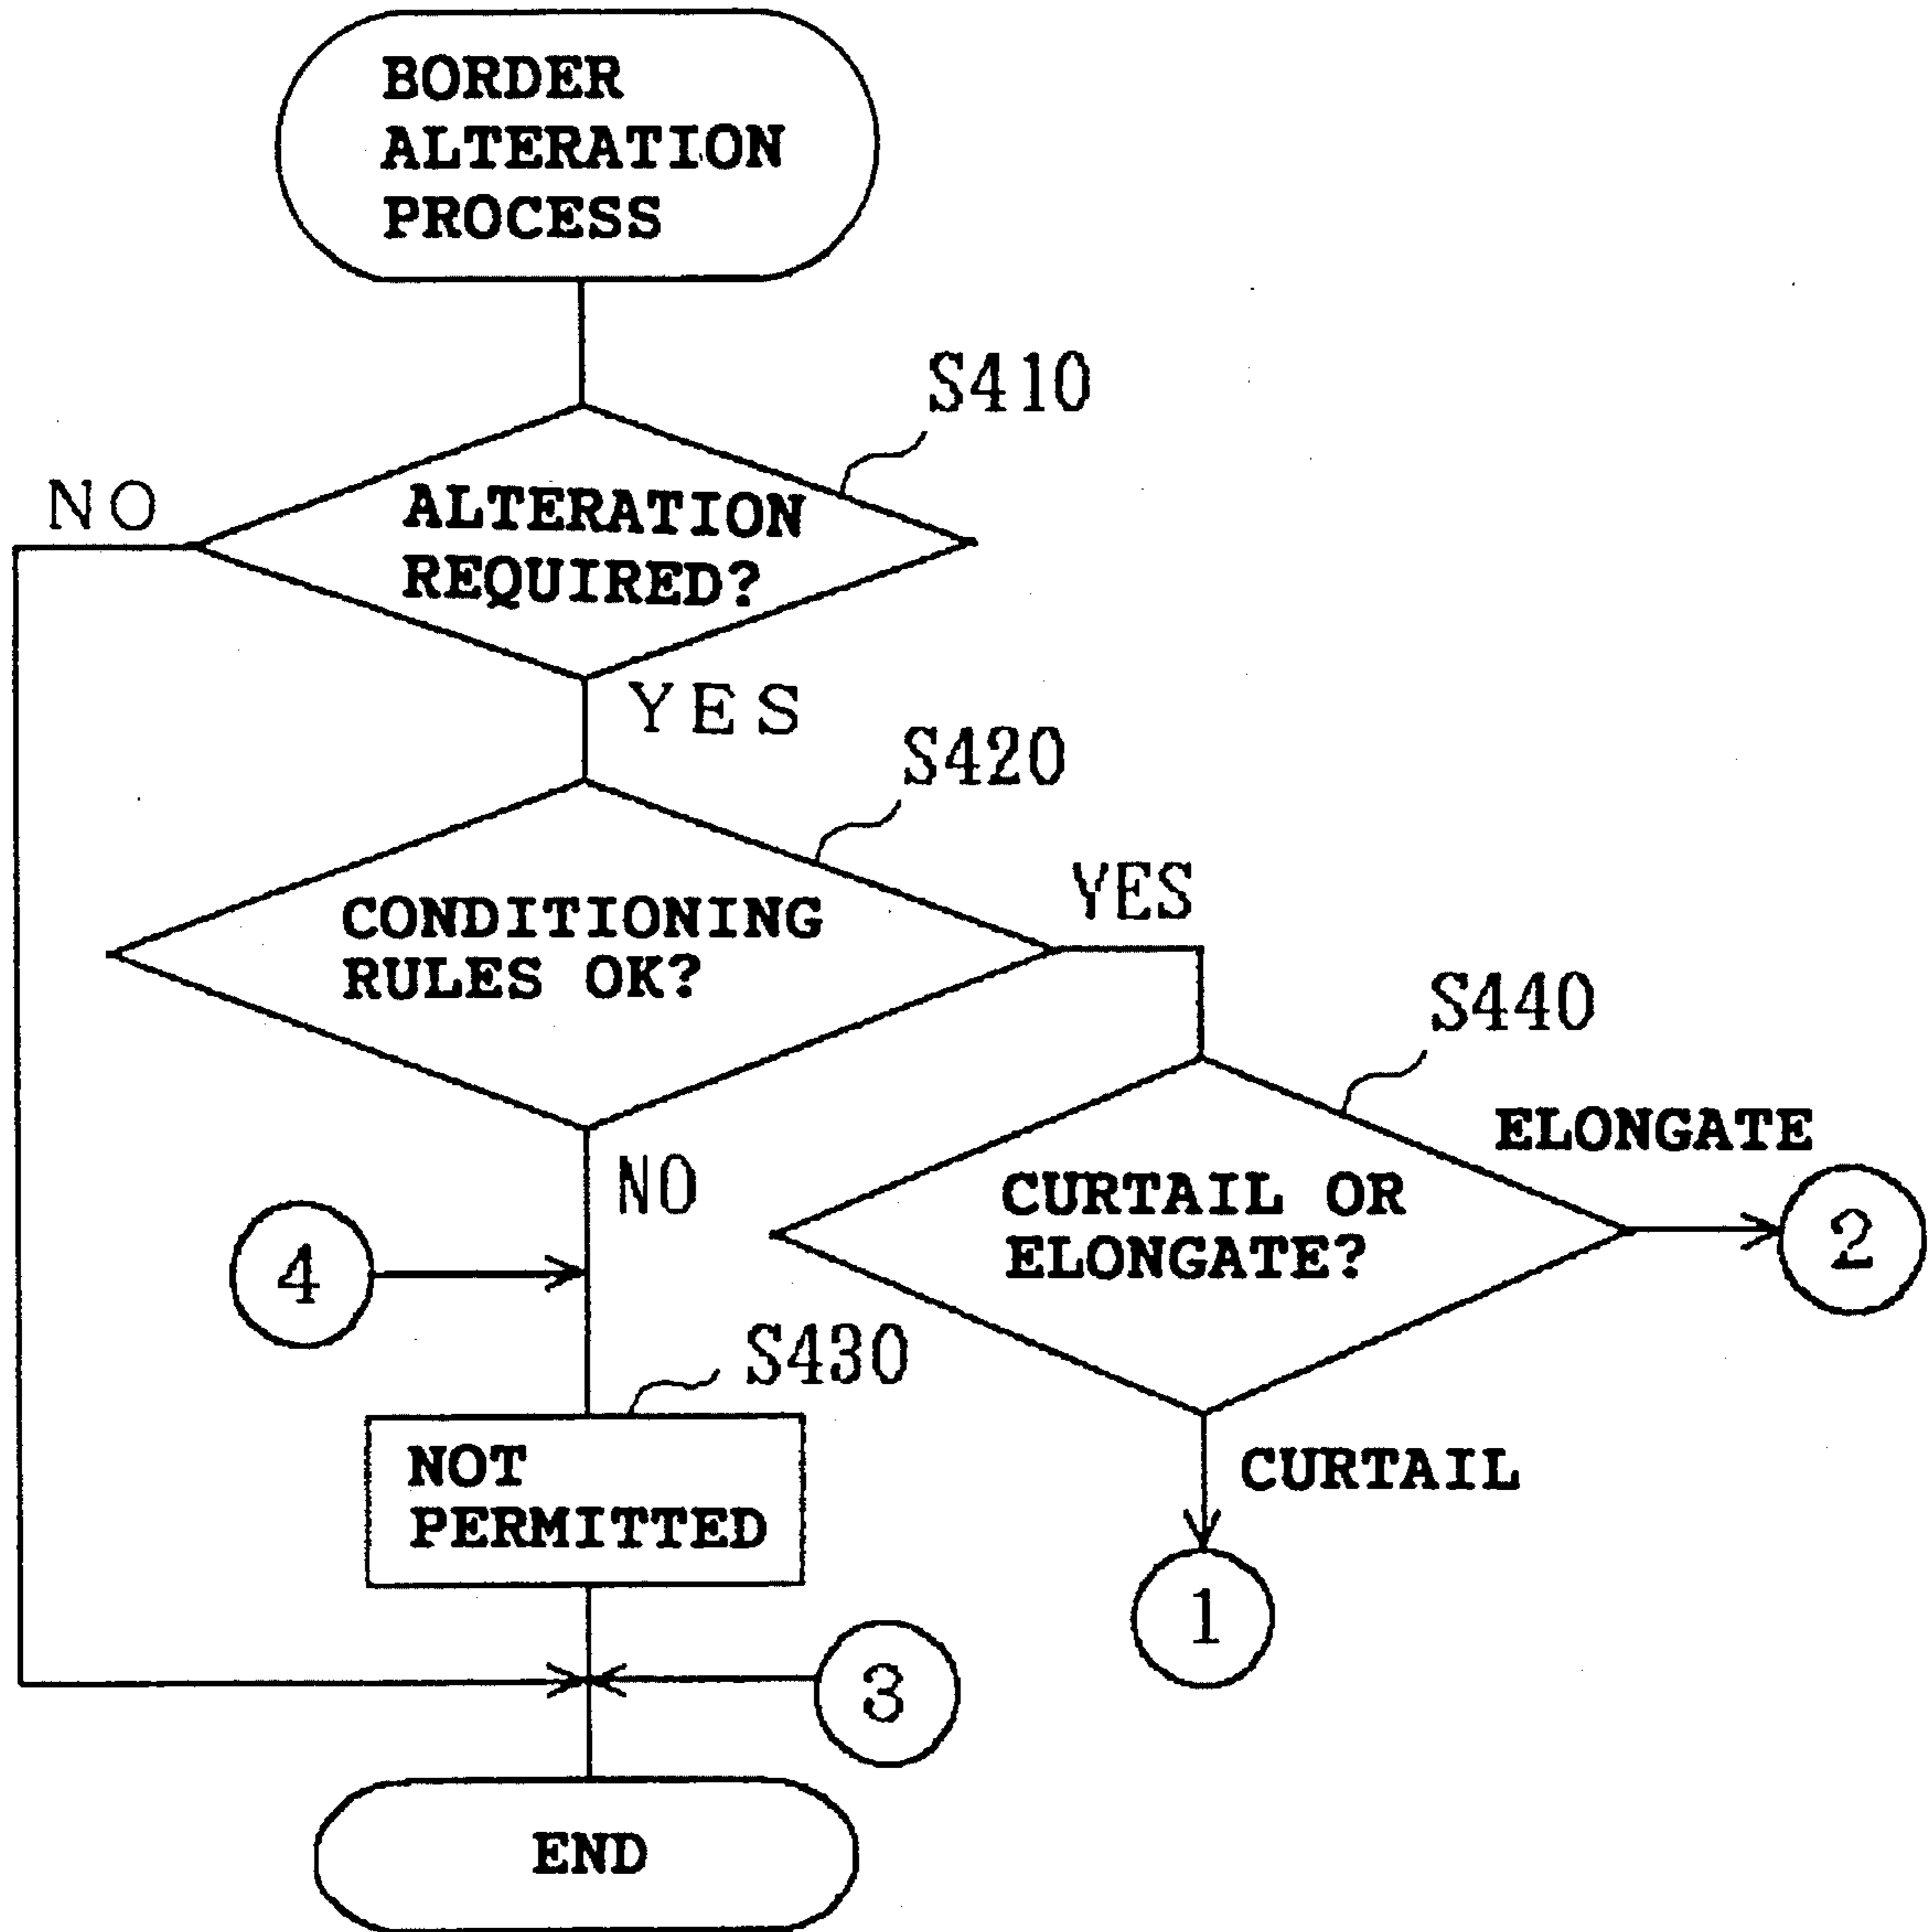 BORDER
ALTERATION
PROCESS
S410
NO
ALTERATION
REQUIRED?
YES
S420
YES
CONDITIONING
RULES OK?
S440
ELONGATE
NO
CURTAIL OR
ELONGATE?
2
4
S430
CURTAIL
NOT
PERMITTED
1
3
END